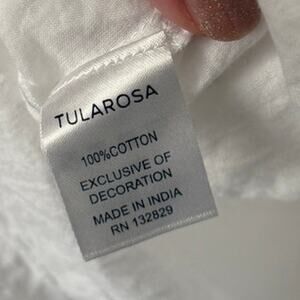 TULAROSA
100%COTTON
EXCLUSIVE OF
DECORATION
MADE IN INDIA
RN 132829